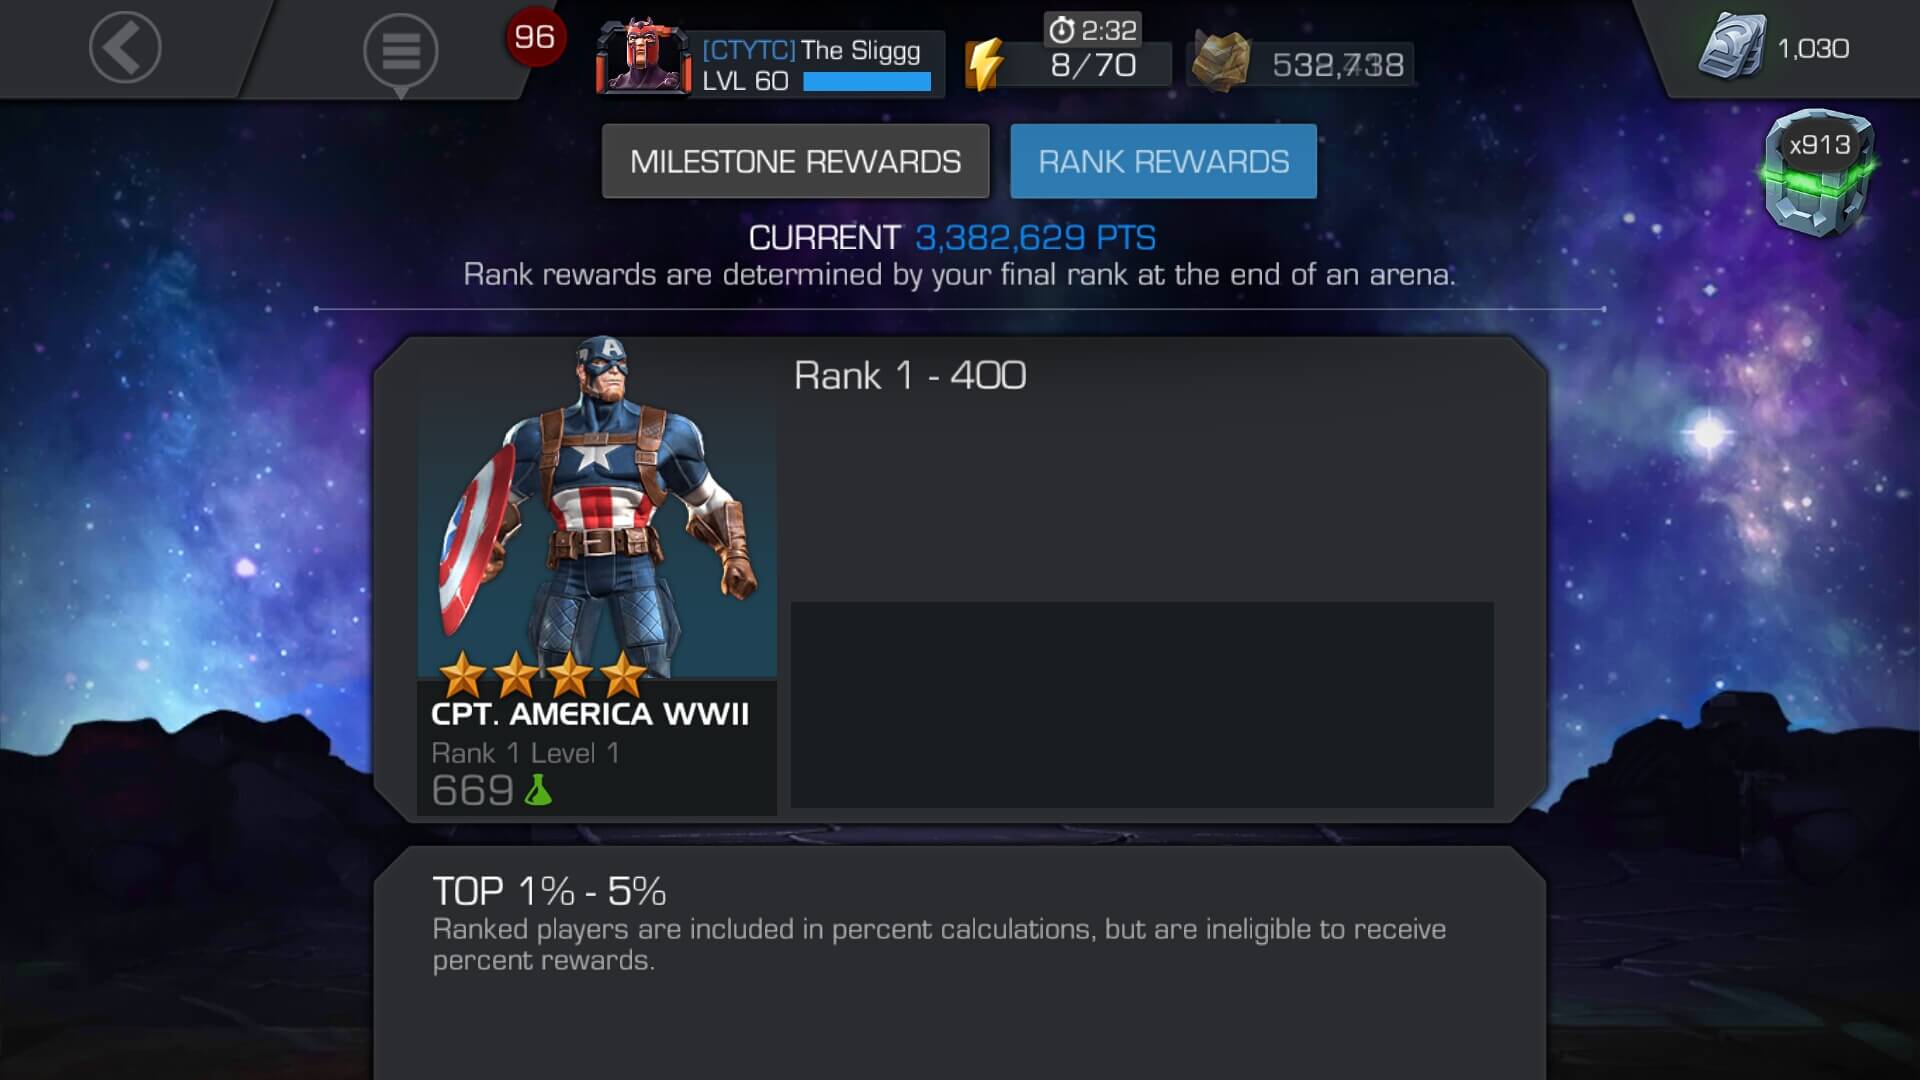 96
[CTYTC] The Sliggg
LVL 60
2:32
8/70
532,738
1,030
x913
MILESTONE REWARDS
RANK REWARDS
CURRENT 3,382,629 PTS
Rank rewards are determined by your final rank at the end of an arena.
Rank 1 - 400
CPT. AMERICA WWII
Rank 1 Level 1
669
TOP 1% - 5%
Ranked players are included in percent calculations, but are ineligible to receive
percent rewards.